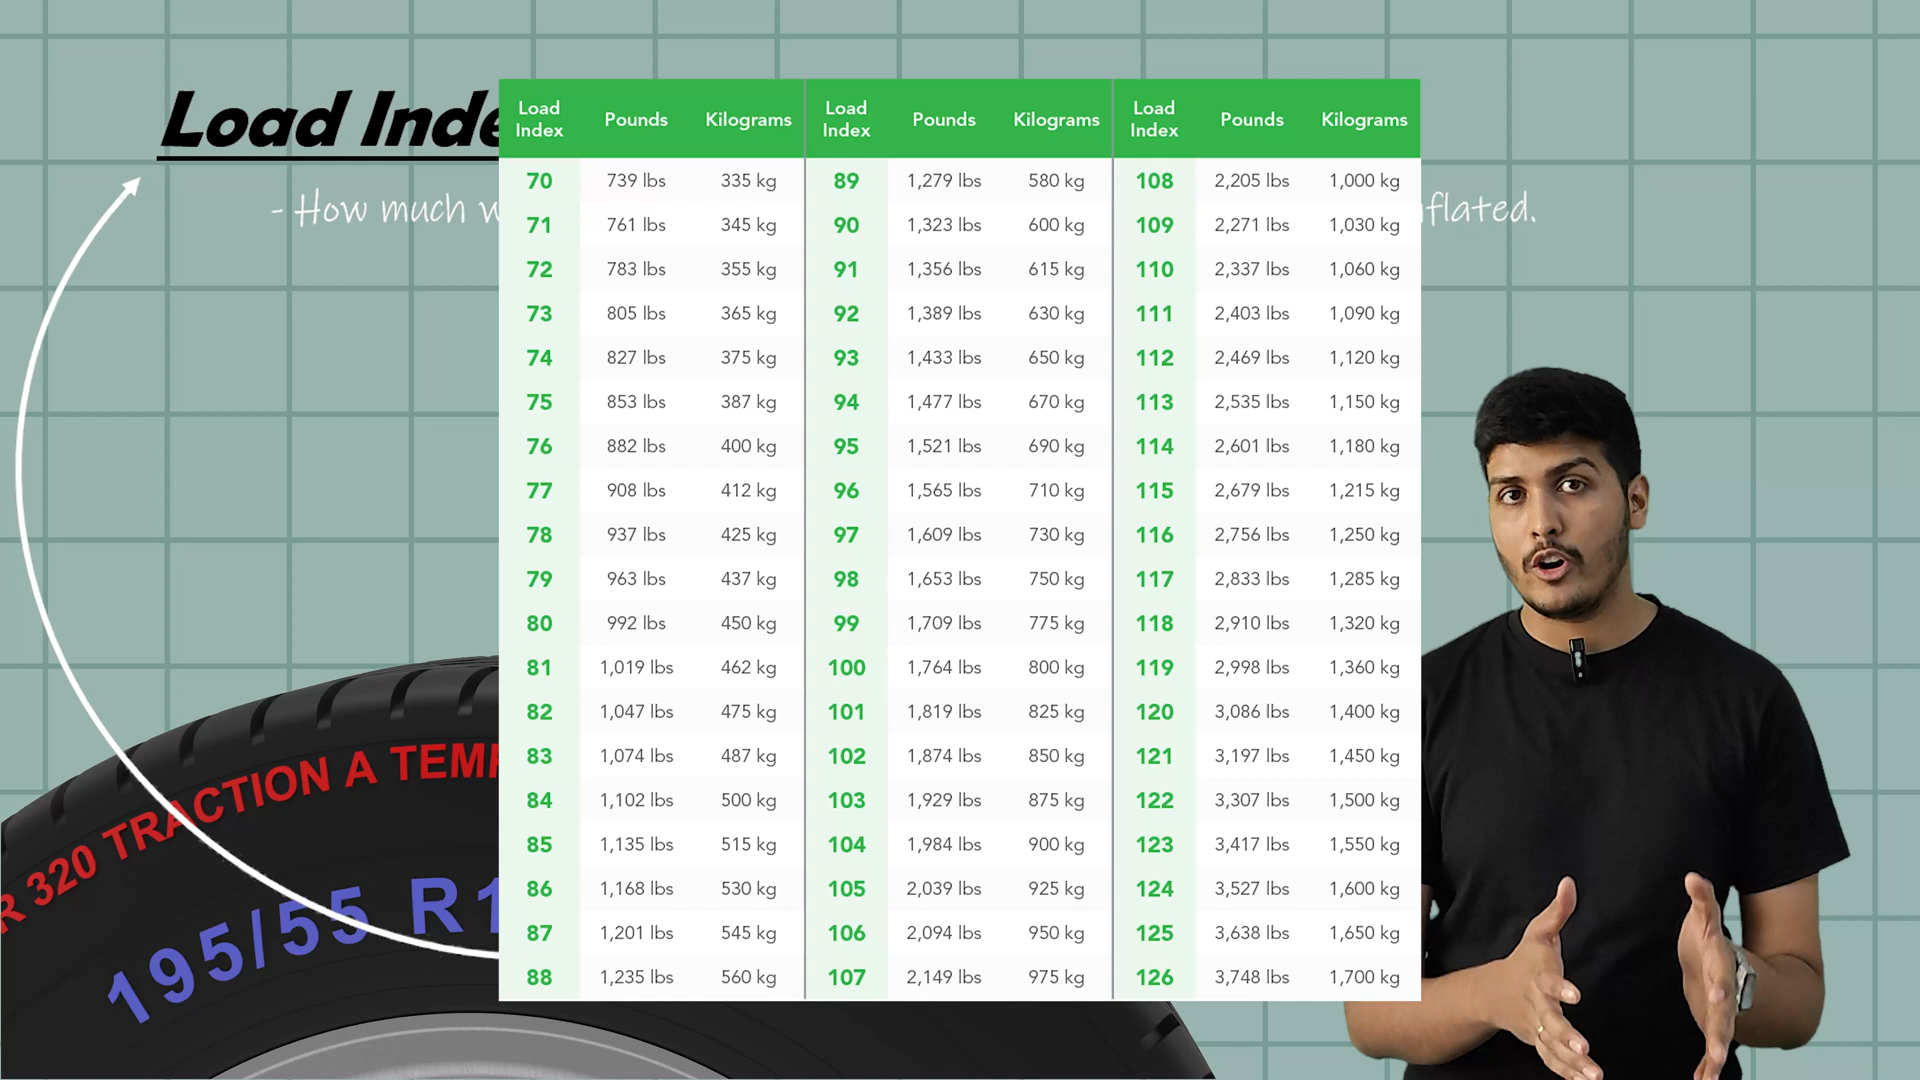 Load Inde
- How much w
flated.
Load Index Pounds Kilograms Load Index Pounds Kilograms Load Index Pounds Kilograms
70 739 lbs 335 kg 89 1,279 lbs 580 kg 108 2,205 lbs 1,000 kg
71 761 lbs 345 kg 90 1,323 lbs 600 kg 109 2,271 lbs 1,030 kg
72 783 lbs 355 kg 91 1,356 lbs 615 kg 110 2,337 lbs 1,060 kg
73 805 lbs 365 kg 92 1,389 lbs 630 kg 111 2,403 lbs 1,090 kg
74 827 lbs 375 kg 93 1,433 lbs 650 kg 112 2,469 lbs 1,120 kg
75 853 lbs 387 kg 94 1,477 lbs 670 kg 113 2,535 lbs 1,150 kg
76 882 lbs 400 kg 95 1,521 lbs 690 kg 114 2,601 lbs 1,180 kg
77 908 lbs 412 kg 96 1,565 lbs 710 kg 115 2,679 lbs 1,215 kg
78 937 lbs 425 kg 97 1,609 lbs 730 kg 116 2,756 lbs 1,250 kg
79 963 lbs 437 kg 98 1,653 lbs 750 kg 117 2,833 lbs 1,285 kg
80 992 lbs 450 kg 99 1,709 lbs 775 kg 118 2,910 lbs 1,320 kg
81 1,019 lbs 462 kg 100 1,764 lbs 800 kg 119 2,998 lbs 1,360 kg
82 1,047 lbs 475 kg 101 1,819 lbs 825 kg 120 3,086 lbs 1,400 kg
83 1,074 lbs 487 kg 102 1,874 lbs 850 kg 121 3,197 lbs 1,450 kg
84 1,102 lbs 500 kg 103 1,929 lbs 875 kg 122 3,307 lbs 1,500 kg
85 1,135 lbs 515 kg 104 1,984 lbs 900 kg 123 3,417 lbs 1,550 kg
86 1,168 lbs 530 kg 105 2,039 lbs 925 kg 124 3,527 lbs 1,600 kg
87 1,201 lbs 545 kg 106 2,094 lbs 950 kg 125 3,638 lbs 1,650 kg
88 1,235 lbs 560 kg 107 2,149 lbs 975 kg 126 3,748 lbs 1,700 kg
R 320 TRACTION A TEM
195/55 R1